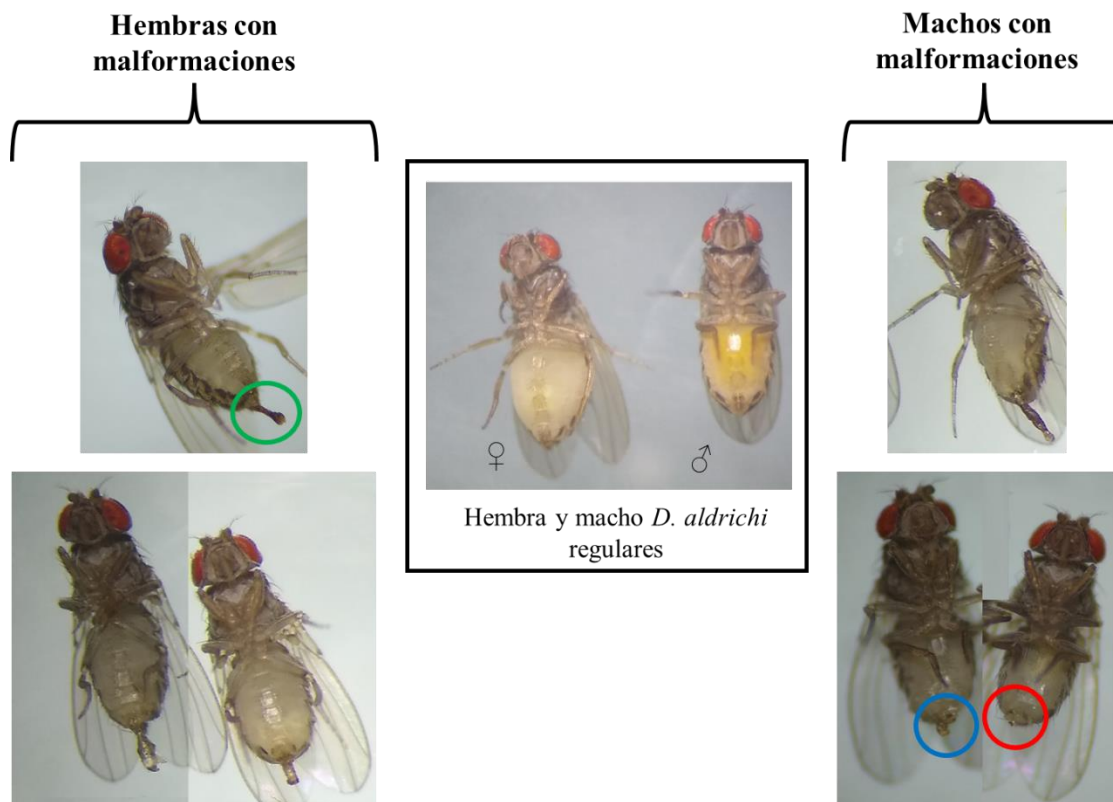 Hembras con
malformaciones
Machos con
malformaciones
♀
♂
Hembra y macho D. aldrichi
regulares